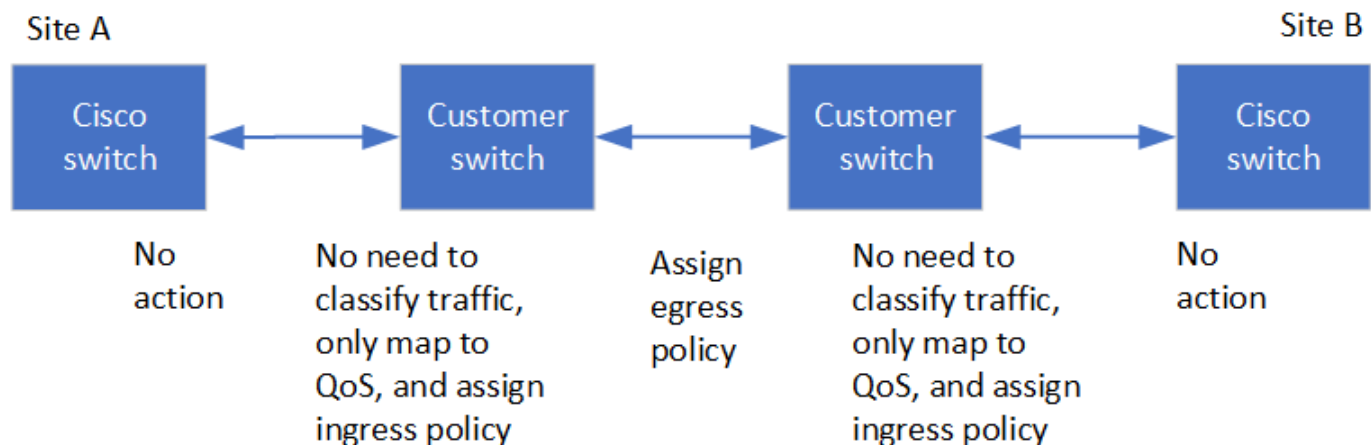 Site A
Site B
Cisco
switch
Customer
switch
Customer
switch
Cisco
switch
No
action
No need to
classify traffic,
only map to
QoS, and assign
ingress policy
Assign
egress
policy
No need to
classify traffic,
only map to
QoS, and assign
ingress policy
No
action